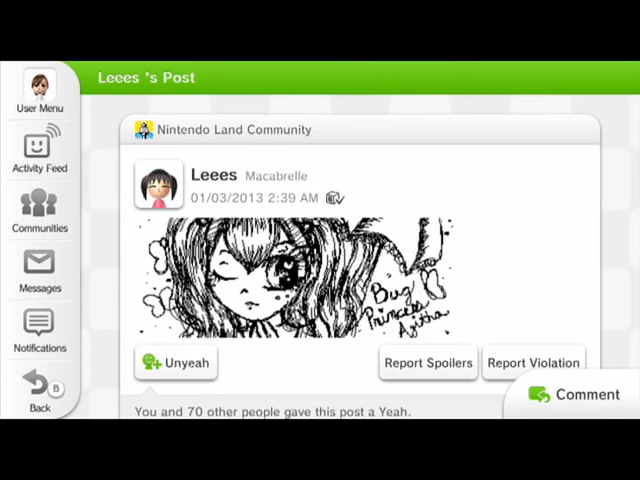 Leees 's Post
User Menu
Activity Feed
Communities
Messages
Notifications
B
Back
Nintendo Land Community
Leees Macabrelle
01/03/2013 2:39 AM
Bug
Princess
Agitha
Unyeah
Report Spoilers
Report Violation
Comment
You and 70 other people gave this post a Yeah.